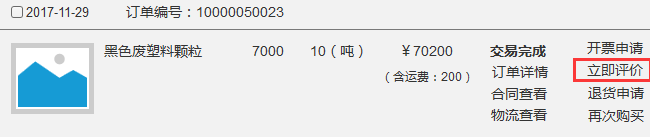 2017-11-29 订单编号：10000050023
黑色废塑料颗粒 7000 10（吨） ￥70200 交易完成 开票申请
（含运费：200） 订单详情 立即评价
合同查看 退货申请
物流查看 再次购买